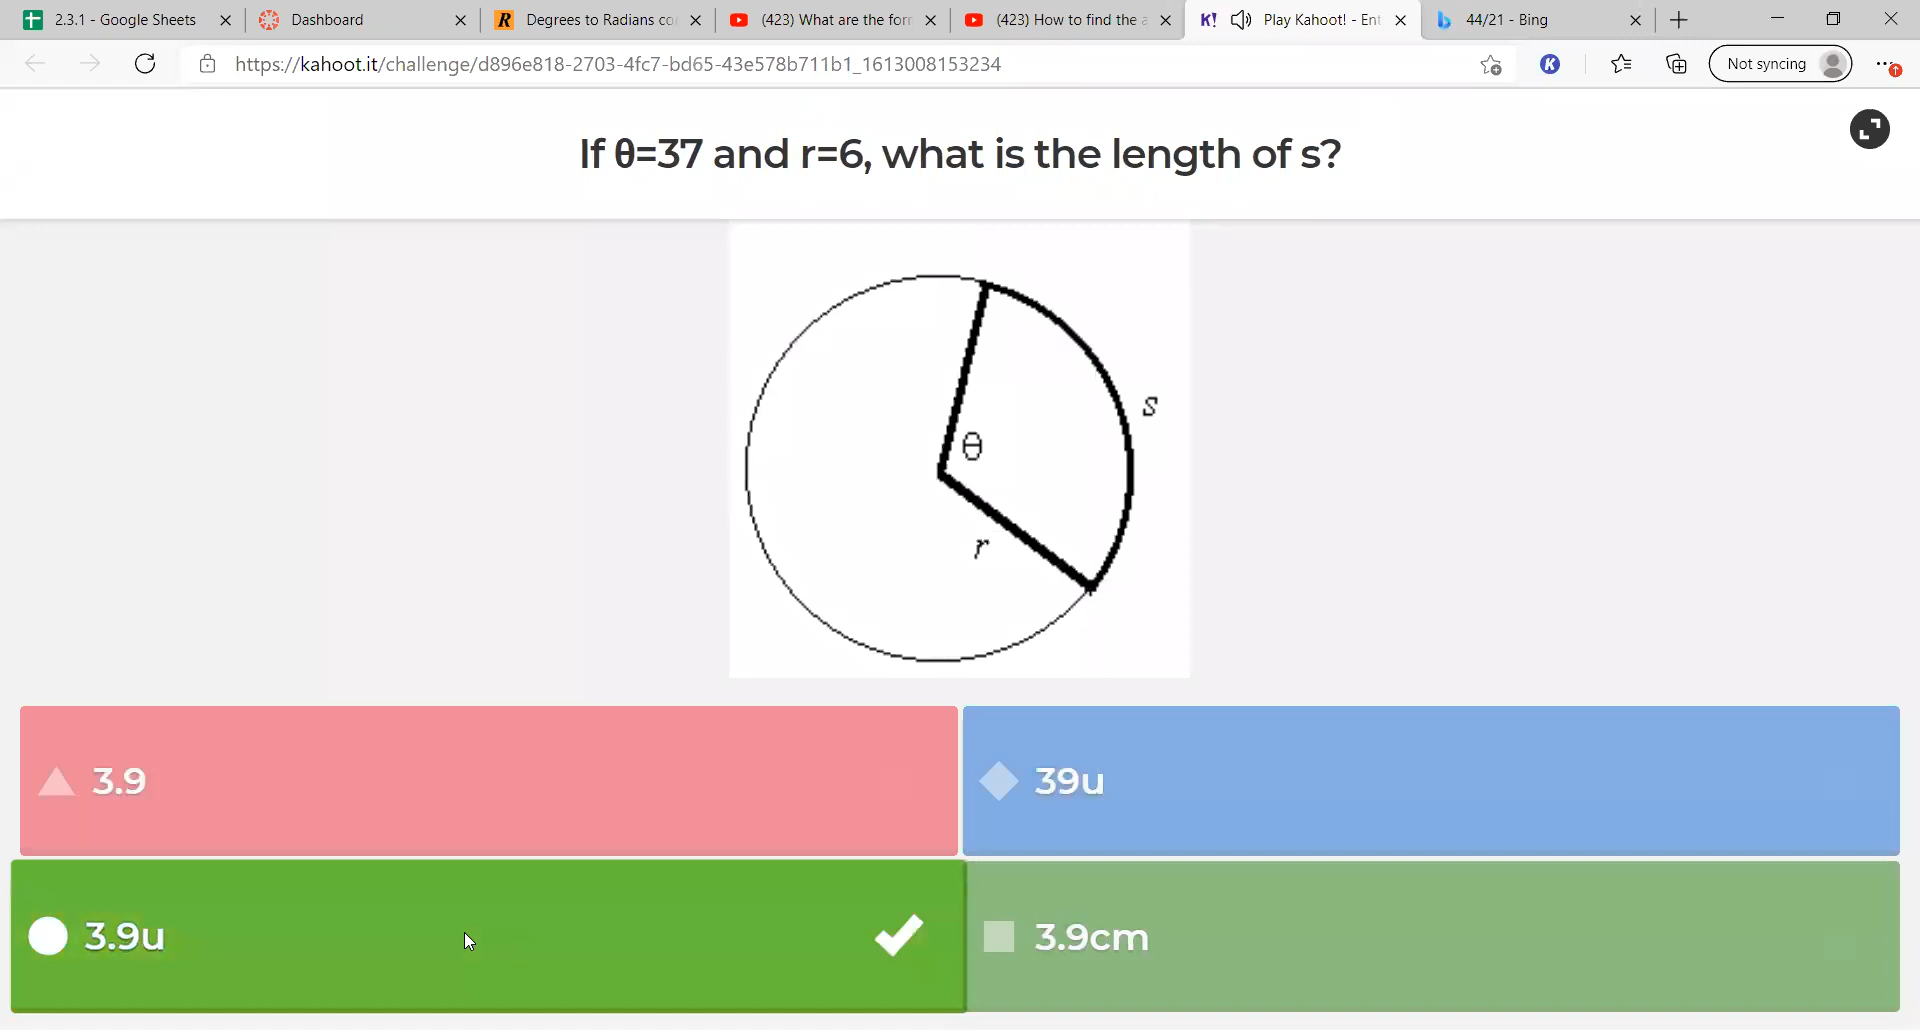 2.3.1 - Google Sheets
Dashboard
Degrees to Radians co
(423) What are the for
(423) How to find the a
K! Play Kahoot! - Ent
44/21 - Bing
https://kahoot.it/challenge/d896e818-2703-4fc7-bd65-43e578b711b1_1613008153234
K
Not syncing
If θ=37 and r=6, what is the length of s?
s
θ
r
3.9
39u
3.9u
3.9cm